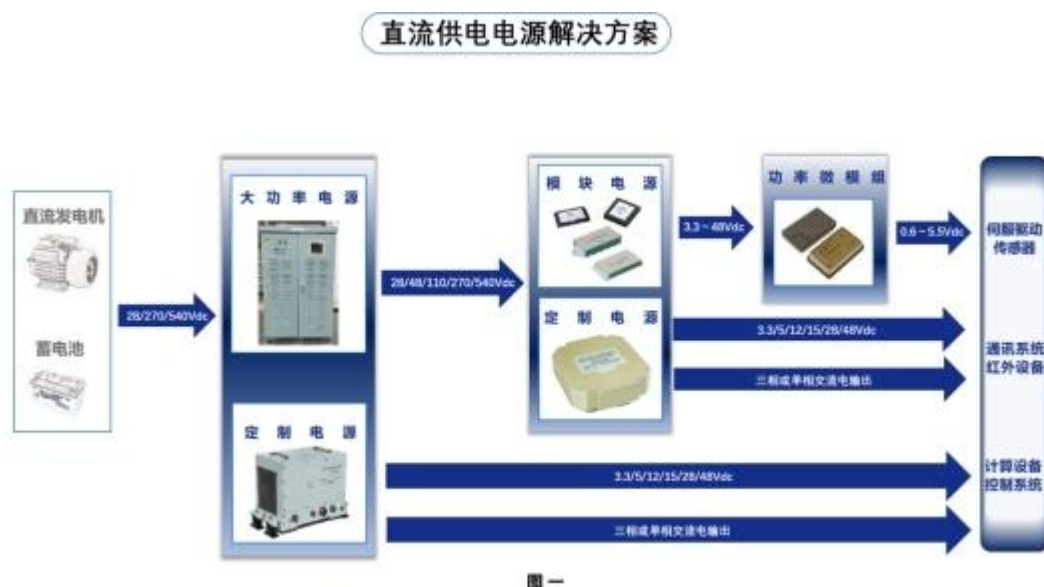 直流供电电源解决方案
直流发电机
蓄电池
28/270/540Vdc
大功率电源
定制电源
28/48/110/270/540Vdc
模块电源
定制电源
3.3~48Vdc
功率微模组
0.6~5.5Vdc
3.3/5/12/15/28/48Vdc
三相或单相交流电输出
3.3/5/12/15/28/48Vdc
三相或单相交流电输出
伺服驱动
传感器
通讯系统
红外设备
计算设备
控制系统
图一